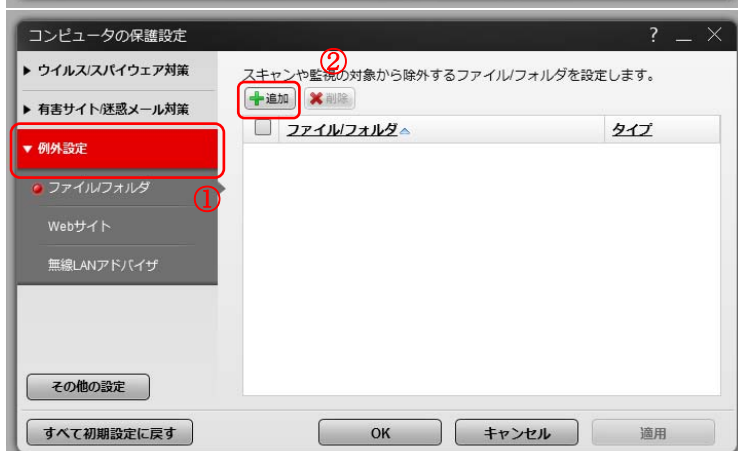 コンピュータの保護設定
? _ ×
▶ ウイルス/スパイウェア対策
▶ 有害サイト/迷惑メール対策
▼ 例外設定
①
ファイル/フォルダ
Webサイト
無線LANアドバイザ
その他の設定
②
スキャンや監視の対象から除外するファイル/フォルダを設定します。
追加 削除
ファイル/フォルダ タイプ
すべて初期設定に戻す OK キャンセル 適用